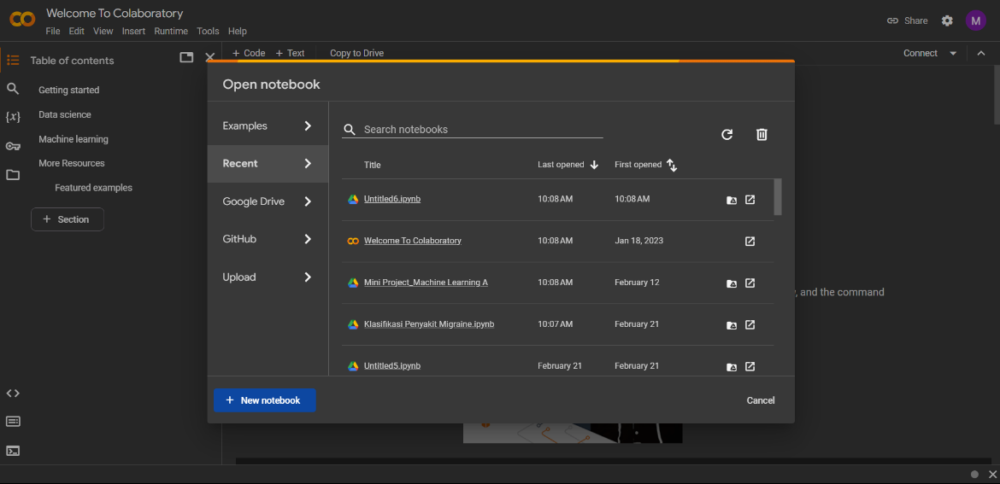 Welcome To Colaboratory
File Edit View Insert Runtime Tools Help
Share
M
Table of contents
+ Code + Text Copy to Drive
Connect
Getting started
Data science
Machine learning
More Resources
Featured examples
+ Section
Open notebook
Examples
Recent
Google Drive
GitHub
Upload
Search notebooks
Title Last opened First opened
Untitled6.ipynb 10:08 AM 10:08 AM
Welcome To Colaboratory 10:08 AM Jan 18, 2023
Mini Project_Machine Learning A 10:08 AM February 12
Klasifikasi Penyakit Migraine.ipynb 10:07 AM February 21
Untitled5.ipynb February 21 February 21
, and the command
+ New notebook
Cancel